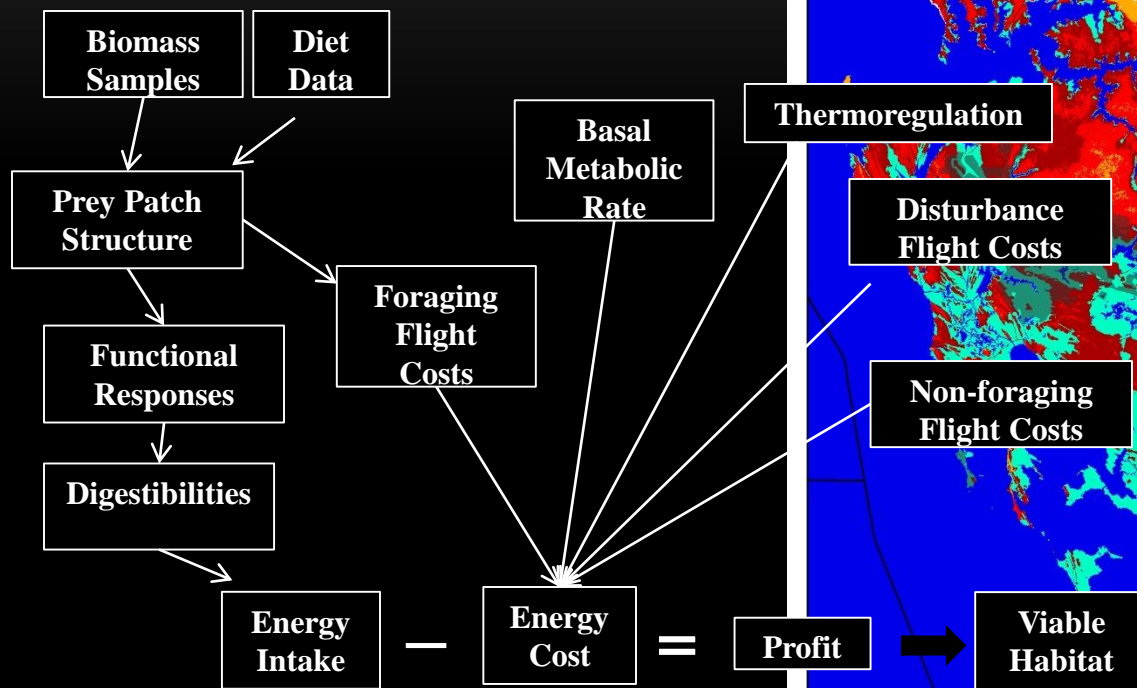 Biomass
Samples
Diet
Data
Thermoregulation
Basal
Metabolic
Rate
Prey Patch
Structure
Disturbance
Flight Costs
Foraging
Flight
Costs
Functional
Responses
Non-foraging
Flight Costs
Digestibilities
Energy
Intake
–
Energy
Cost
=
Profit
Viable
Habitat